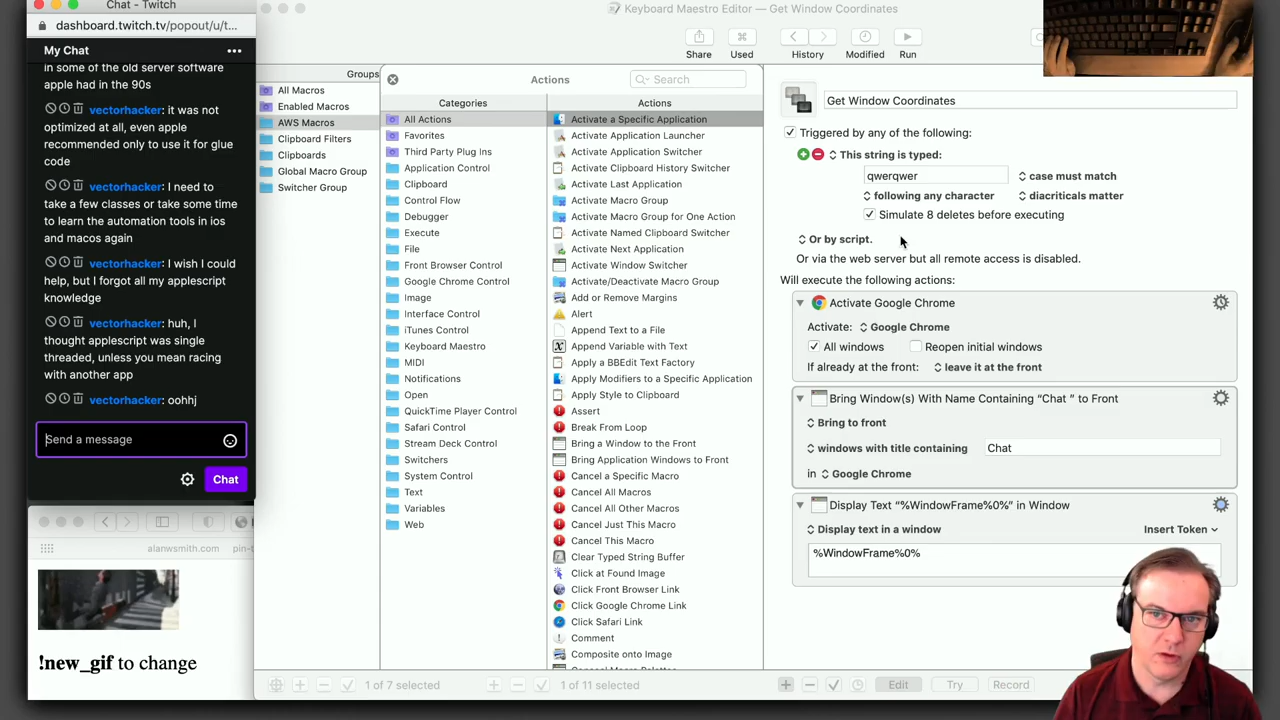 Chat - Twitch
dashboard.twitch.tv/popout/u/t...
My Chat
in some of the old server software
apple had in the 90s
vectorhacker: it was not
optimized at all, even apple
recommended only to use it for glue
code
vectorhacker: I need to
take a few classes or take some time
to learn the automation tools in ios
and macos again
vectorhacker: I wish I could
help, but I forgot all my applescript
knowledge
vectorhacker: huh, I
thought applescript was single
threaded, unless you mean racing
with another app
vectorhacker: oohhj
Send a message
Chat
alanwsmith.com
pin-t
!new_gif to change
Keyboard Maestro Editor — Get Window Coordinates
Share
Used
History
Modified
Run
Groups
All Macros
Enabled Macros
AWS Macros
Clipboard Filters
Clipboards
Global Macro Group
Switcher Group
Actions
Search
Categories
All Actions
Favorites
Third Party Plug Ins
Application Control
Clipboard
Control Flow
Debugger
Execute
File
Front Browser Control
Google Chrome Control
Image
Interface Control
iTunes Control
Keyboard Maestro
MIDI
Notifications
Open
QuickTime Player Control
Safari Control
Stream Deck Control
Switchers
System Control
Text
Variables
Web
Actions
Activate a Specific Application
Activate Application Launcher
Activate Application Switcher
Activate Clipboard History Switcher
Activate Last Application
Activate Macro Group
Activate Macro Group for One Action
Activate Named Clipboard Switcher
Activate Next Application
Activate Window Switcher
Activate/Deactivate Macro Group
Add or Remove Margins
Alert
Append Text to a File
Append Variable with Text
Apply a BBEdit Text Factory
Apply Modifiers to a Specific Application
Apply Style to Clipboard
Assert
Break From Loop
Bring a Window to the Front
Bring Application Windows to Front
Cancel a Specific Macro
Cancel All Macros
Cancel All Other Macros
Cancel Just This Macro
Cancel This Macro
Clear Typed String Buffer
Click at Found Image
Click Front Browser Link
Click Google Chrome Link
Click Safari Link
Comment
Composite onto Image
Get Window Coordinates
Triggered by any of the following:
This string is typed:
qwerqwer
case must match
following any character
diacriticals matter
Simulate 8 deletes before executing
Or by script.
Or via the web server but all remote access is disabled.
Will execute the following actions:
Activate Google Chrome
Activate: Google Chrome
All windows
Reopen initial windows
If already at the front: leave it at the front
Bring Window(s) With Name Containing “Chat ” to Front
Bring to front
windows with title containing
Chat
in Google Chrome
Display Text “%WindowFrame%0%” in Window
Display text in a window
Insert Token
%WindowFrame%0%
1 of 7 selected
1 of 11 selected
Edit
Try
Record